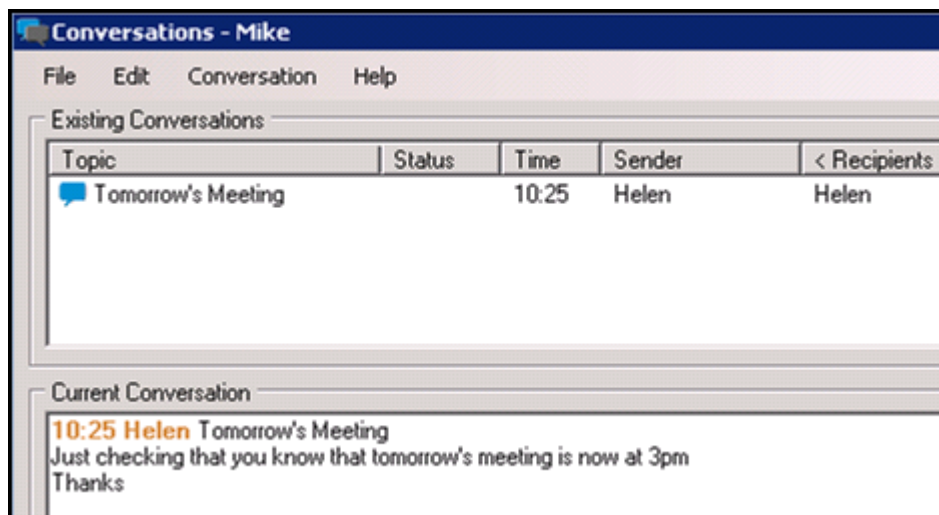 Conversations - Mike
File Edit Conversation Help
Existing Conversations
Topic Status Time Sender < Recipients
Tomorrow's Meeting 10:25 Helen Helen
Current Conversation
10:25 Helen Tomorrow's Meeting
Just checking that you know that tomorrow's meeting is now at 3pm
Thanks